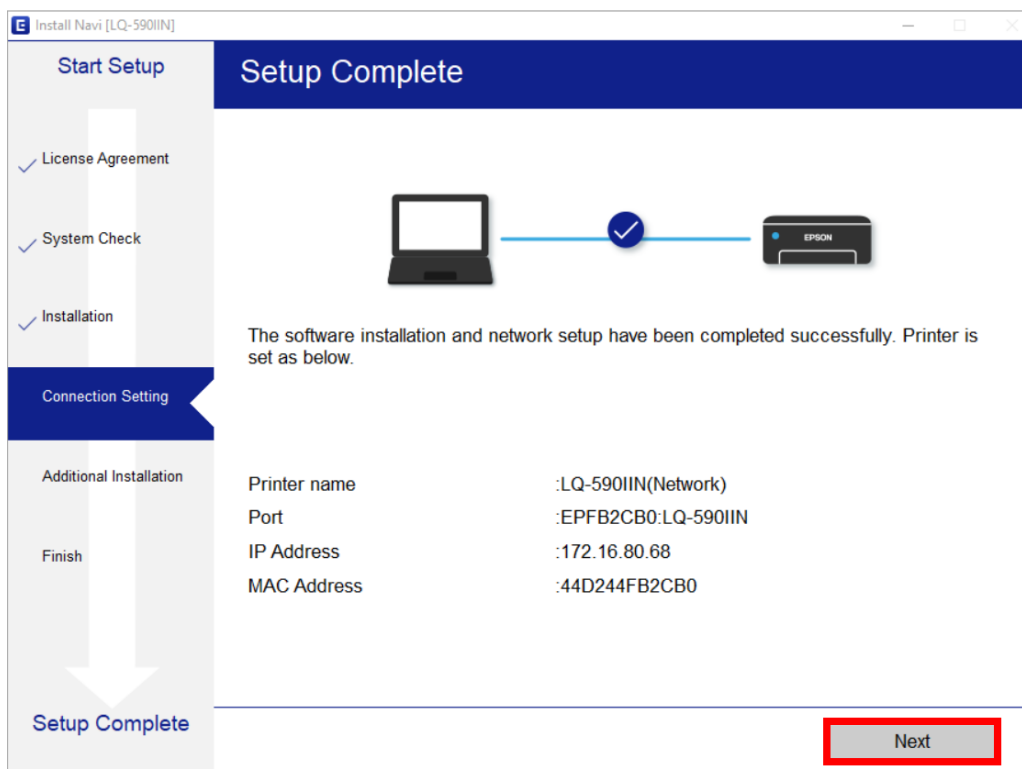 Install Navi [LQ-590IIN]
Start Setup
License Agreement
System Check
Installation
Connection Setting
Additional Installation
Finish
Setup Complete
Setup Complete
EPSON
The software installation and network setup have been completed successfully. Printer is
set as below.
Printer name :LQ-590IIN(Network)
Port :EPFB2CB0:LQ-590IIN
IP Address :172.16.80.68
MAC Address :44D244FB2CB0
Next